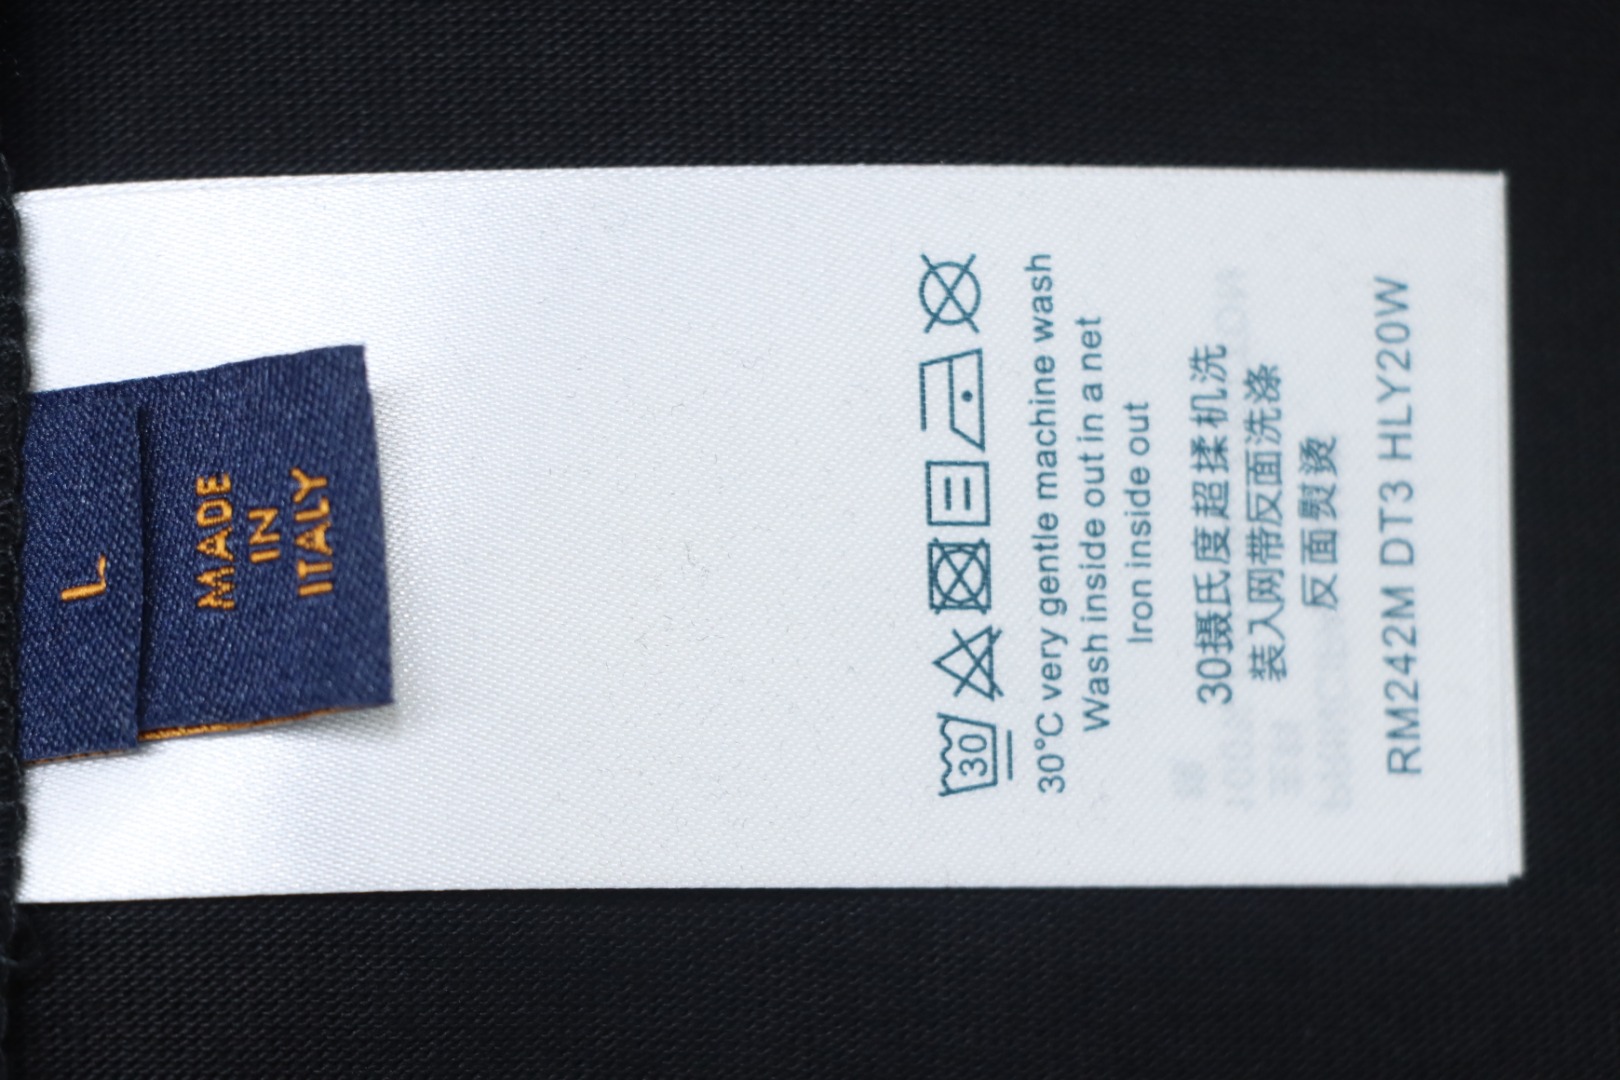 L
MADE
IN
ITALY
30
30°C very gentle machine wash
Wash inside out in a net
Iron inside out
30摄氏度超揉机洗
装入网带反面洗涤
反面熨烫
RM242M DT3 HLY20W